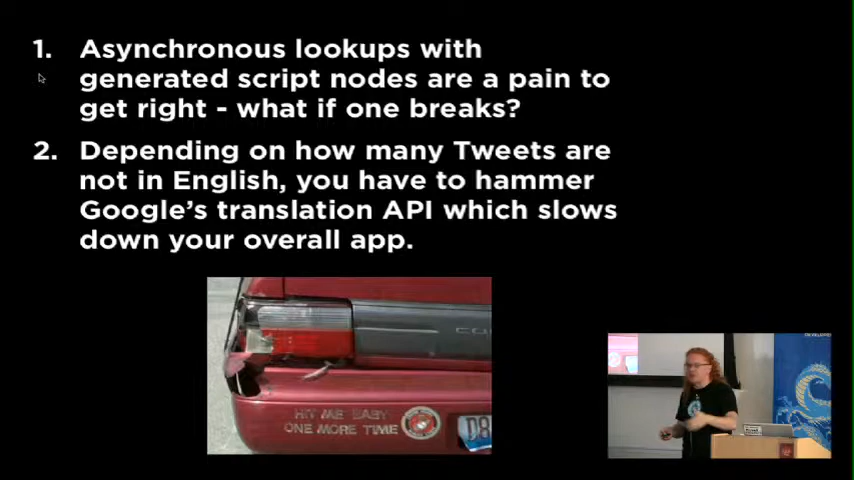 1. Asynchronous lookups with
generated script nodes are a pain to
get right - what if one breaks?
2. Depending on how many Tweets are
not in English, you have to hammer
Google's translation API which slows
down your overall app.
HIT ME BABY
ONE MORE TIME
D8